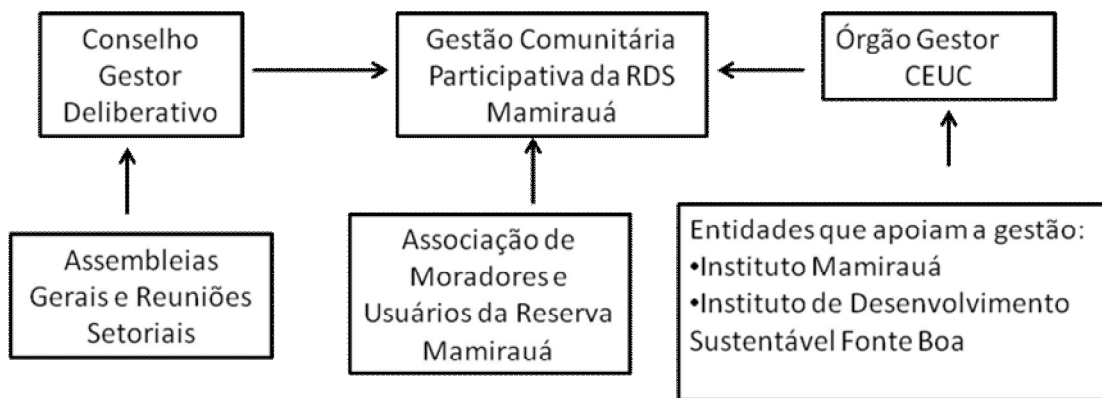 Conselho
Gestor
Deliberativo
Gestão Comunitária
Participativa da RDS
Mamirauá
Órgão Gestor
CEUC
Assembleias
Gerais e Reuniões
Setoriais
Associação de
Moradores e
Usuários da Reserva
Mamirauá
Entidades que apoiam a gestão:
•Instituto Mamirauá
•Instituto de Desenvolvimento
Sustentável Fonte Boa